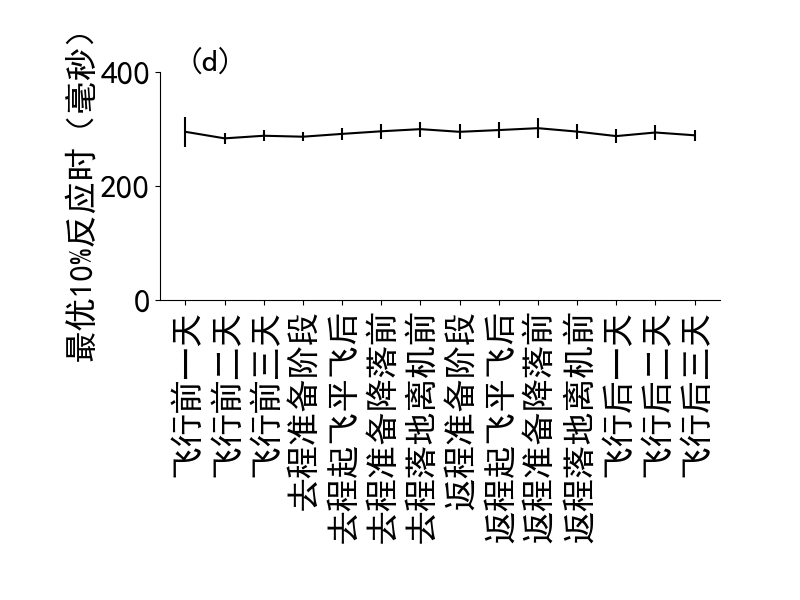 (d)
最优10%反应时（毫秒）
400
200
0
飞行前一天
飞行前二天
飞行前三天
去程准备阶段
去程起飞平飞后
去程准备降落前
去程落地离机前
返程准备阶段
返程起飞平飞后
返程准备降落前
返程落地离机前
飞行后一天
飞行后二天
飞行后三天